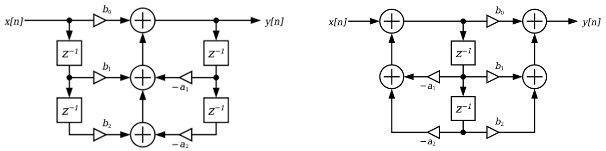 x[n] b₀ y[n]
z⁻¹ z⁻¹
b₁ −a₁
z⁻¹ z⁻¹
b₂ −a₂
x[n] b₀ y[n]
z⁻¹
−a₁ b₁
z⁻¹
−a₂ b₂